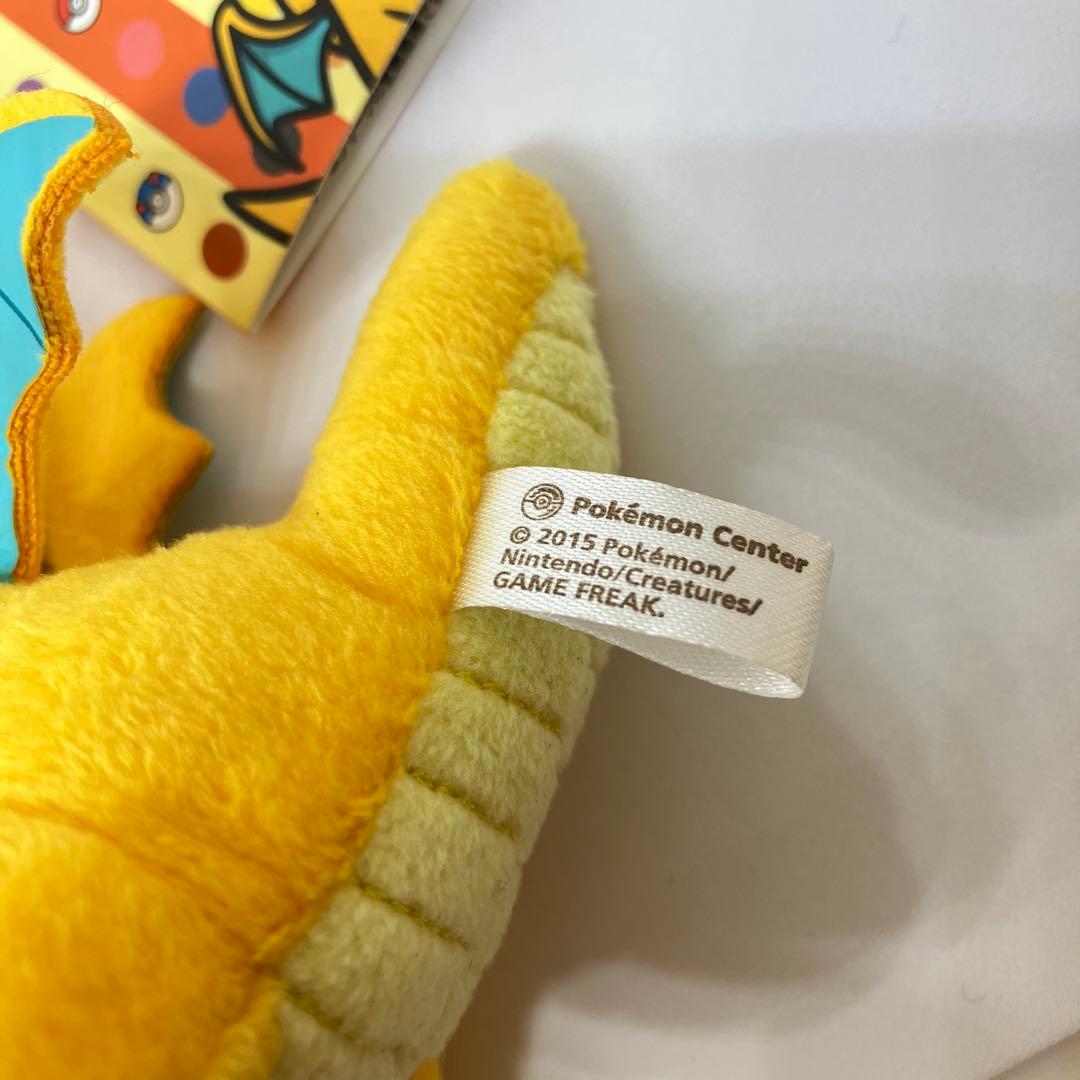 Pokémon Center
© 2015 Pokémon/
Nintendo/Creatures/
GAME FREAK.